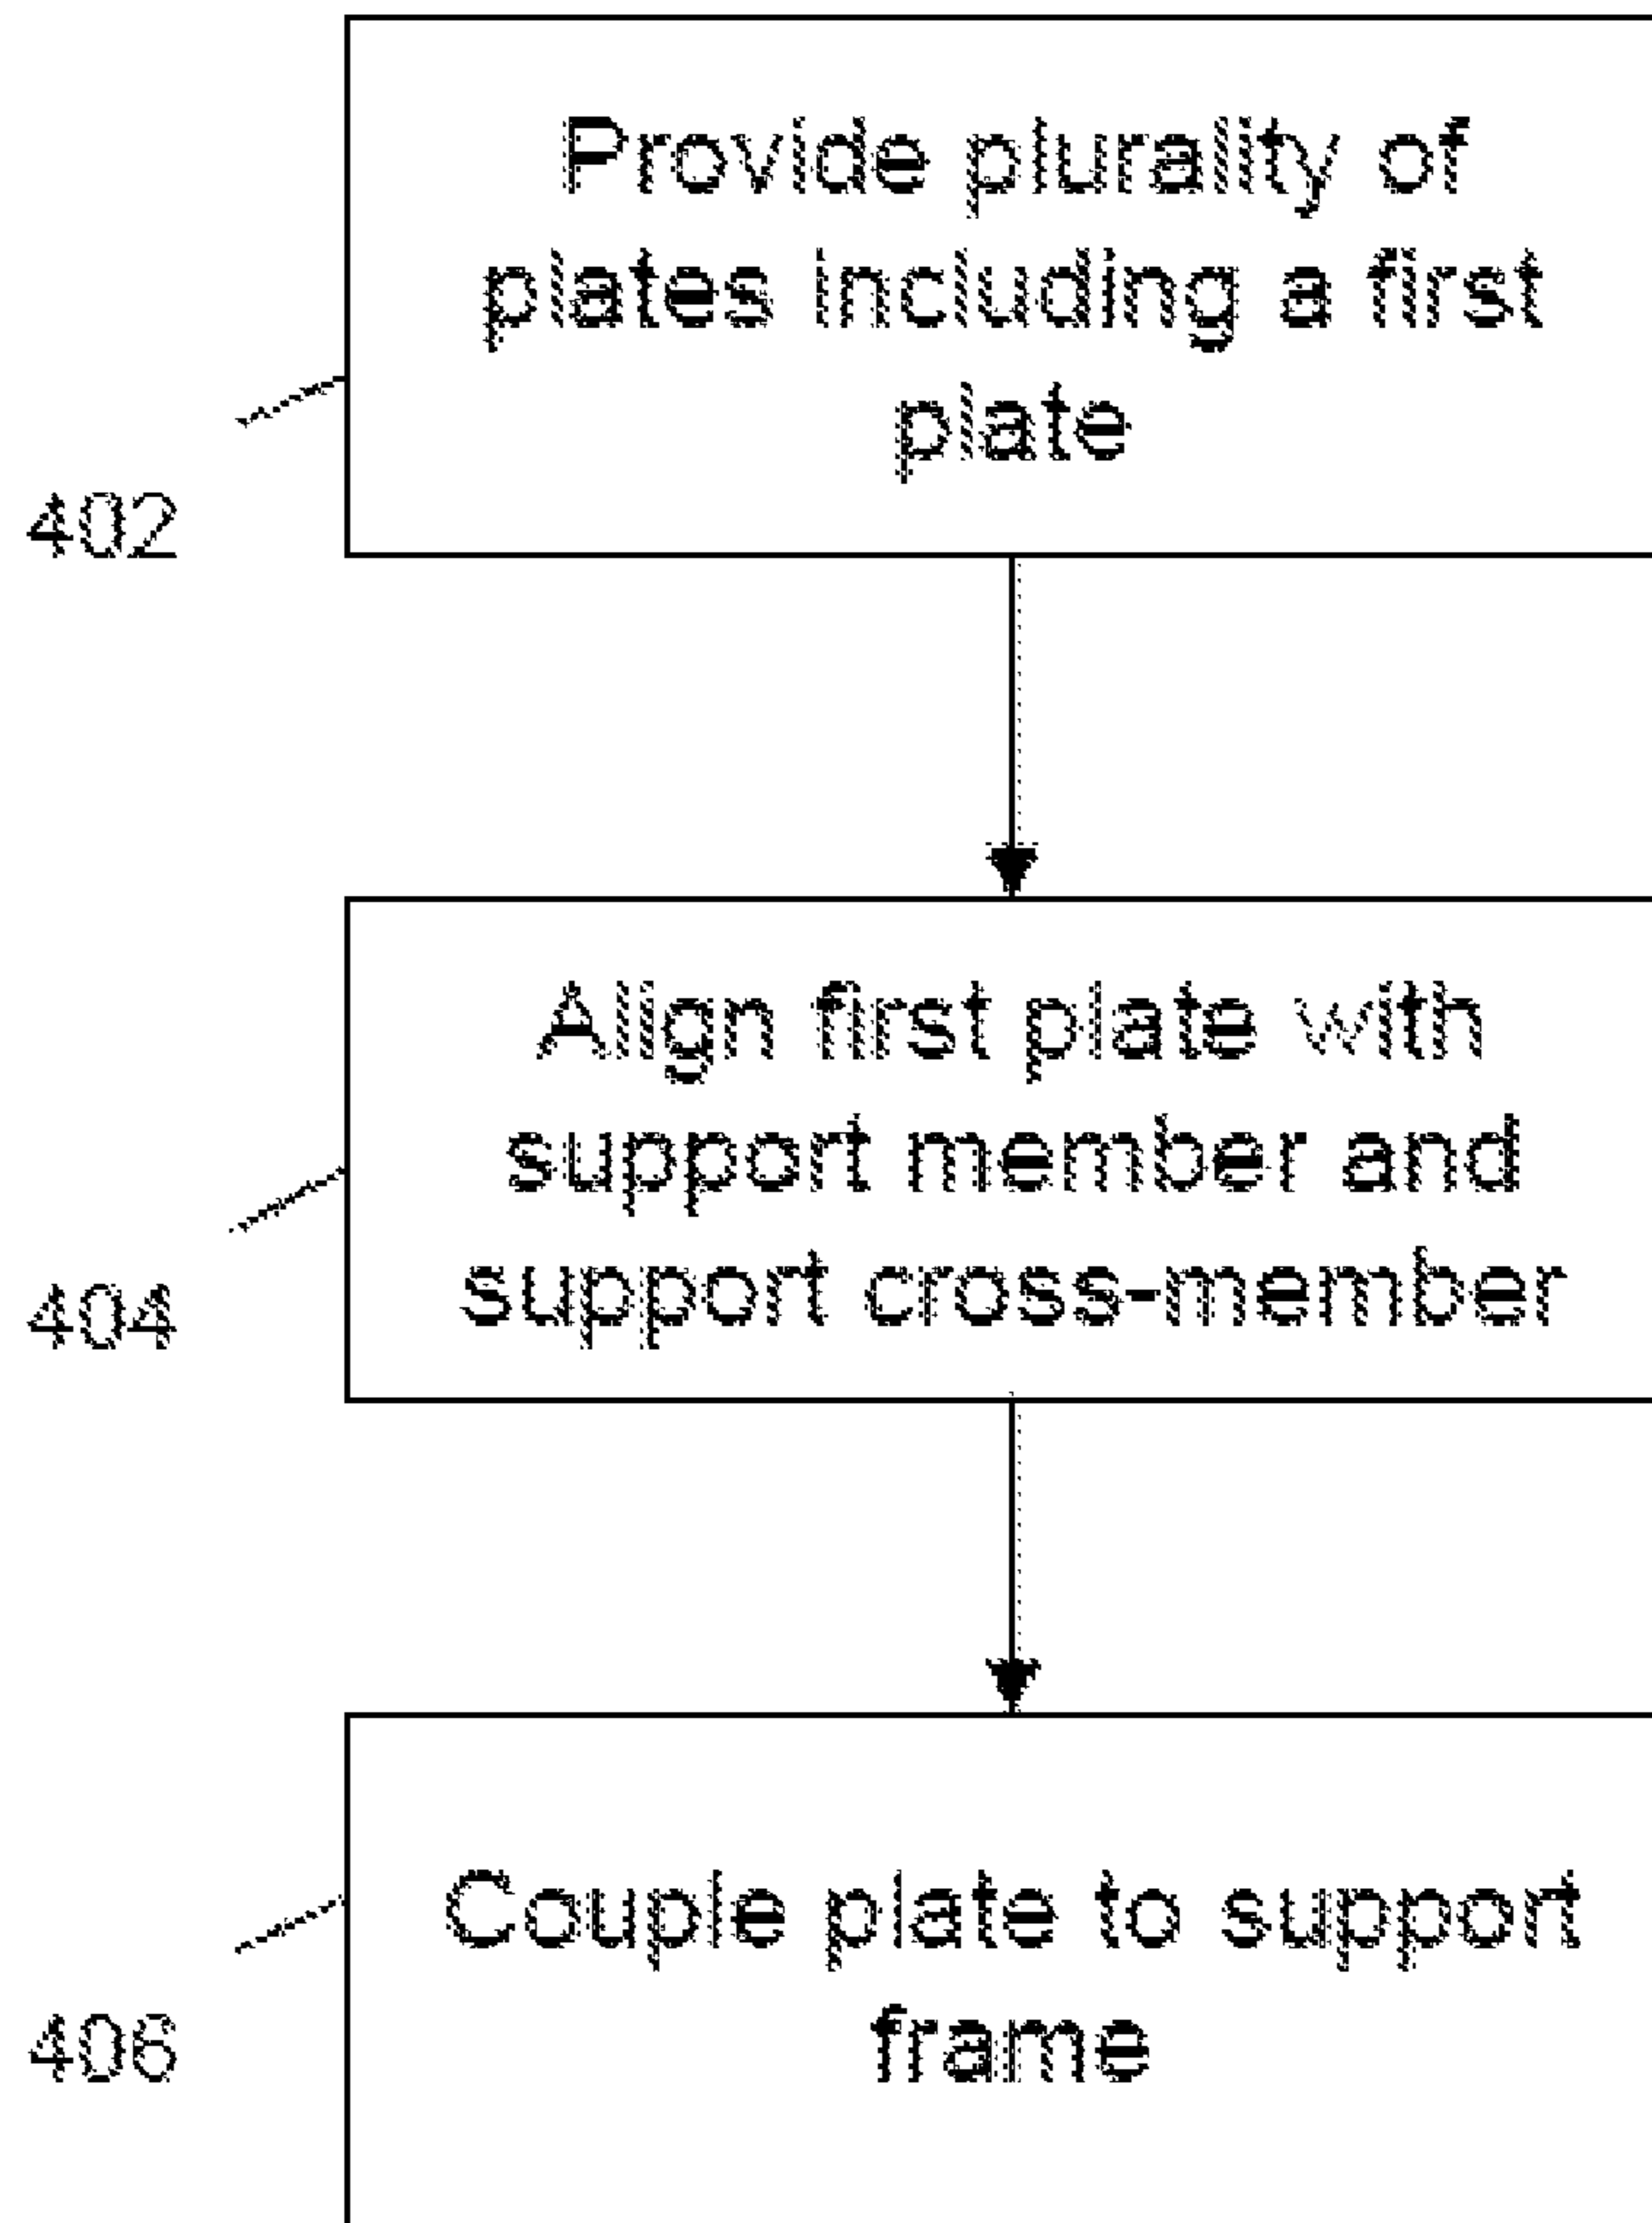 Provide plurality of
plates including a first
plate
402
Align first plate with
support member and
support cross-member
404
Couple plate to support
frame
406